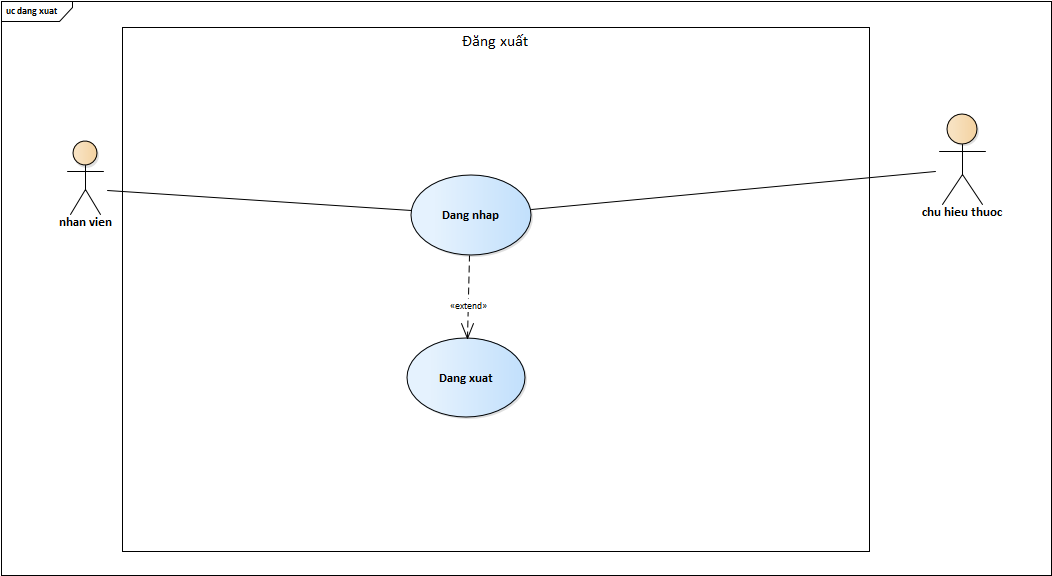 uc dang xuat
Đăng xuất
nhan vien
chu hieu thuoc
Dang nhap
«extend»
Dang xuat